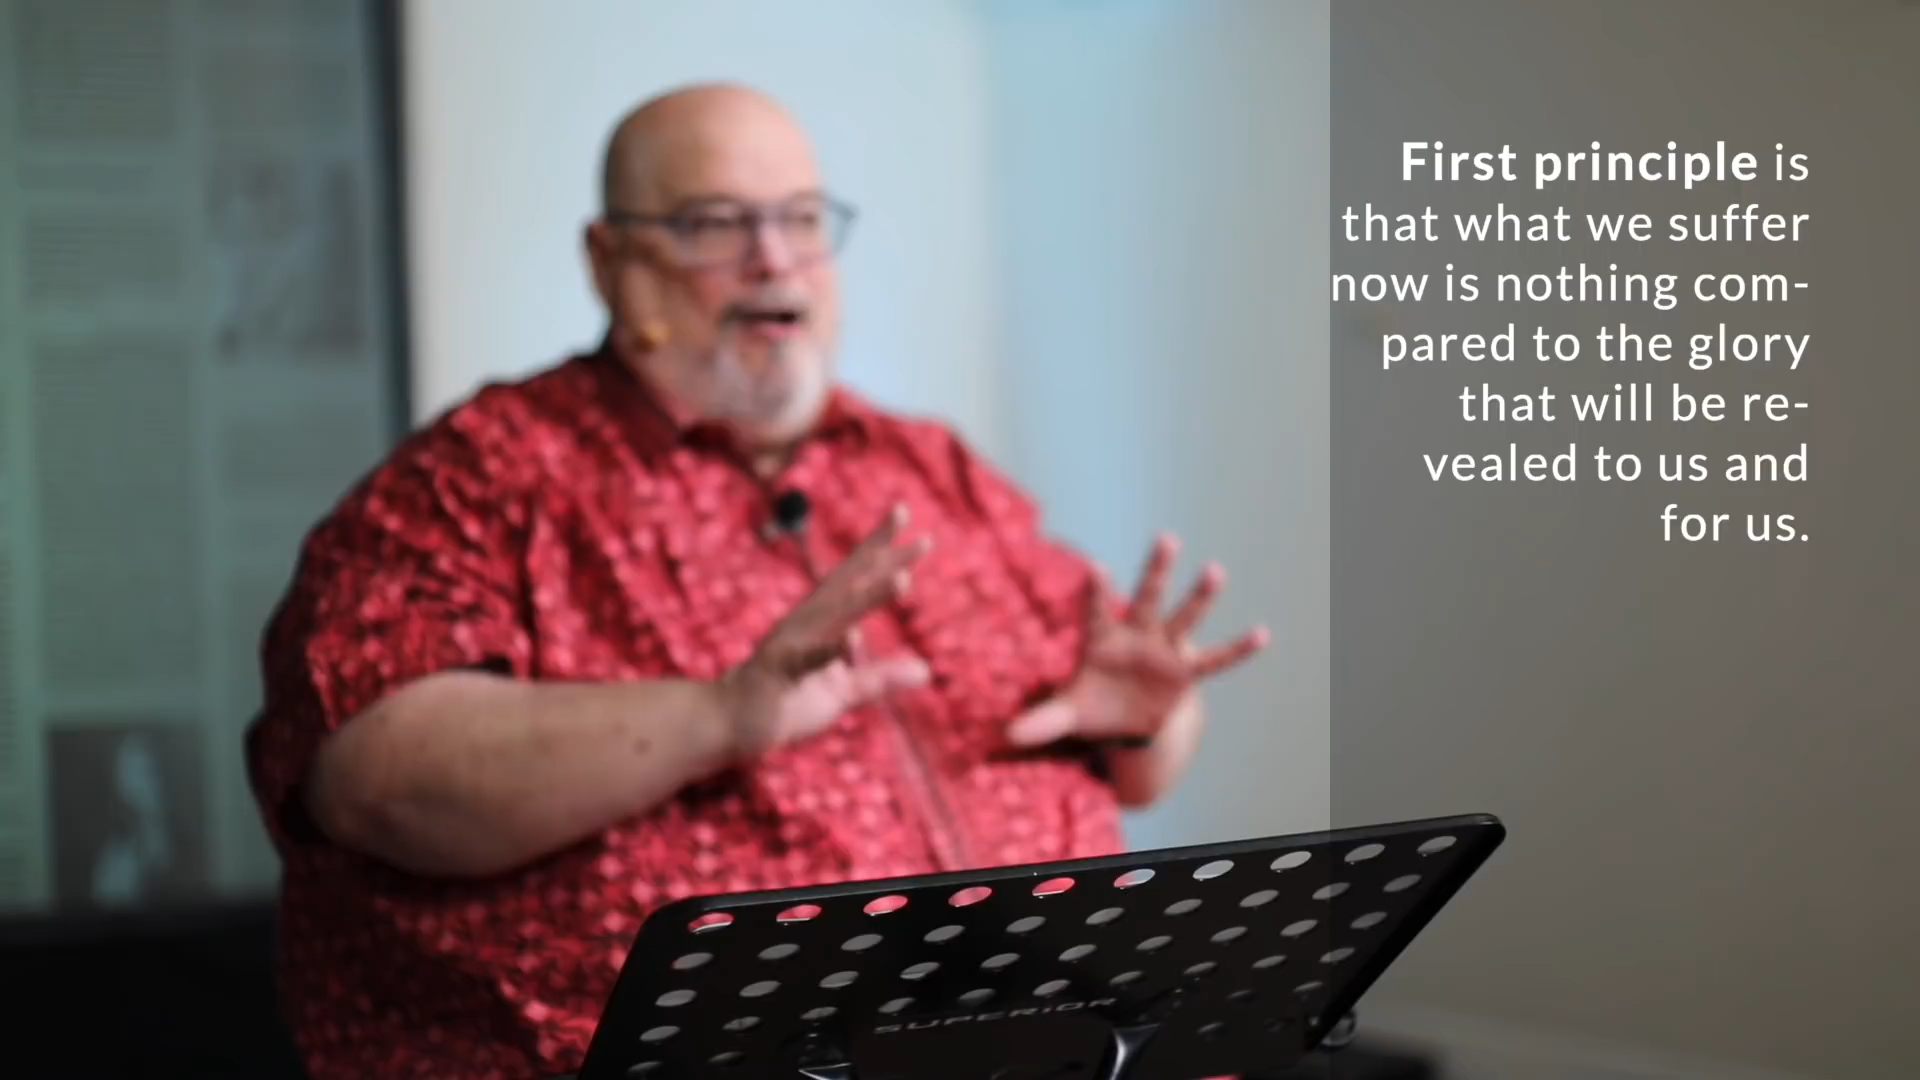 First principle is
that what we suffer
now is nothing com-
pared to the glory
that will be re-
vealed to us and
for us.
SUPERIOR